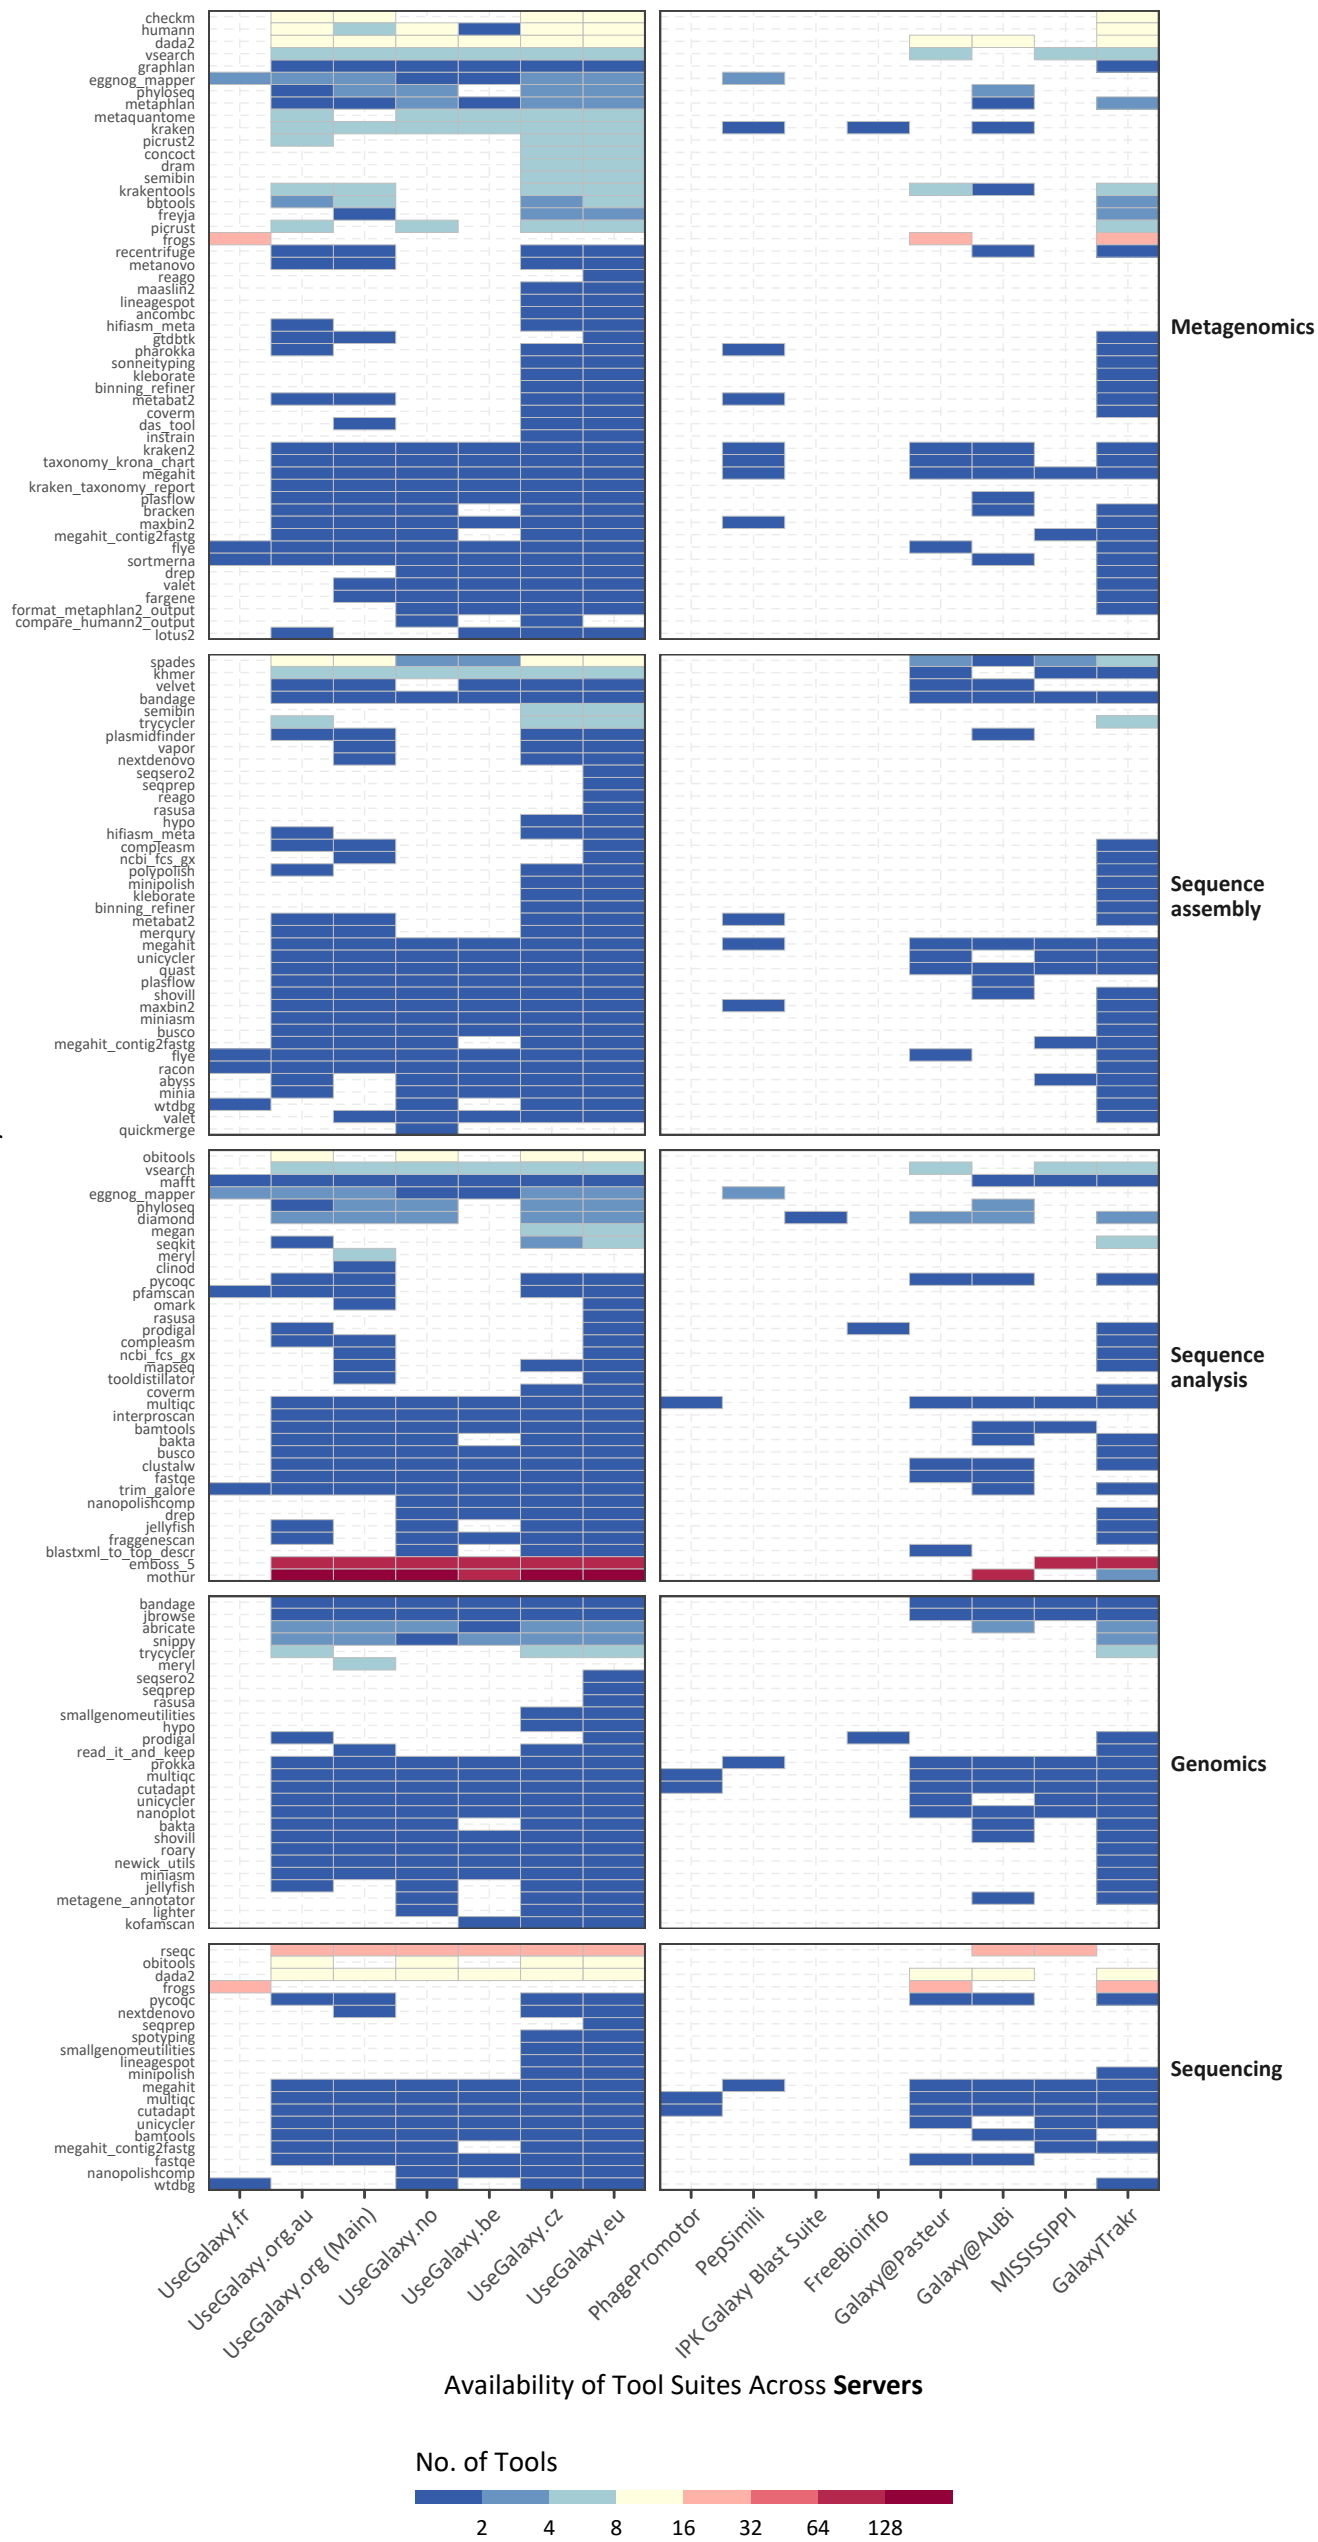 checkm
humann
dada2
vsearch
graphlan
eggnog_mapper
phyloseq
metaphlan
metaquantome
kraken
picrust2
concoct
dram
semibin
krakentools
bbtools
freyja
picrust
frogs
recentrifuge
metanovo
reago
maaslin2
lineagespot
ancombc
hifiasm_meta
gtdbtk
pharokka
sonneityping
kleborate
binning_refiner
metabat2
coverm
das_tool
instrain
kraken2
taxonomy_krona_chart
megahit
kraken_taxonomy_report
plasflow
bracken
maxbin2
megahit_contig2fastg
flye
sortmerna
drep
valet
fargene
format_metaphlan2_output
compare_humann2_output
lotus2
Metagenomics
spades
khmer
velvet
bandage
semibin
trycycler
plasmidfinder
vapor
nextdenovo
seqsero2
seqprep
reago
rasusa
hypo
hifiasm_meta
compleasm
ncbi_fcs_gx
polypolish
minipolish
kleborate
binning_refiner
metabat2
merqury
megahit
unicycler
quast
plasflow
shovill
maxbin2
miniasm
busco
megahit_contig2fastg
flye
racon
abyss
minia
wtdbg
valet
quickmerge
Sequence
assembly
obitools
vsearch
mafft
eggnog_mapper
phyloseq
diamond
megan
seqkit
meryl
clinod
pycoqc
pfamscan
omark
rasusa
prodigal
compleasm
ncbi_fcs_gx
mapseq
tooldistillator
coverm
multiqc
interproscan
bamtools
bakta
busco
clustalw
fastqe
trim_galore
nanopolishcomp
drep
jellyfish
fraggenescan
blastxml_to_top_descr
emboss_5
mothur
Sequence
analysis
bandage
jbrowse
abricate
snippy
trycycler
meryl
seqsero2
seqprep
rasusa
smallgenomeutilities
hypo
prodigal
read_it_and_keep
prokka
multiqc
cutadapt
unicycler
nanoplot
bakta
shovill
roary
newick_utils
miniasm
jellyfish
metagene_annotator
lighter
kofamscan
Genomics
rseqc
obitools
dada2
frogs
pycoqc
nextdenovo
seqprep
spotyping
smallgenomeutilities
lineagespot
minipolish
megahit
multiqc
cutadapt
unicycler
bamtools
megahit_contig2fastg
fastqe
nanopolishcomp
wtdbg
Sequencing
UseGalaxy.fr
UseGalaxy.org.au
UseGalaxy.org (Main)
UseGalaxy.no
UseGalaxy.be
UseGalaxy.cz
UseGalaxy.eu
PhagePromotor
PepSimili
IPK Galaxy Blast Suite
FreeBioinfo
Galaxy@Pasteur
Galaxy@AuBi
MISSISSIPPI
GalaxyTrakr
Availability of Tool Suites Across Servers
No. of Tools
2 4 8 16 32 64 128